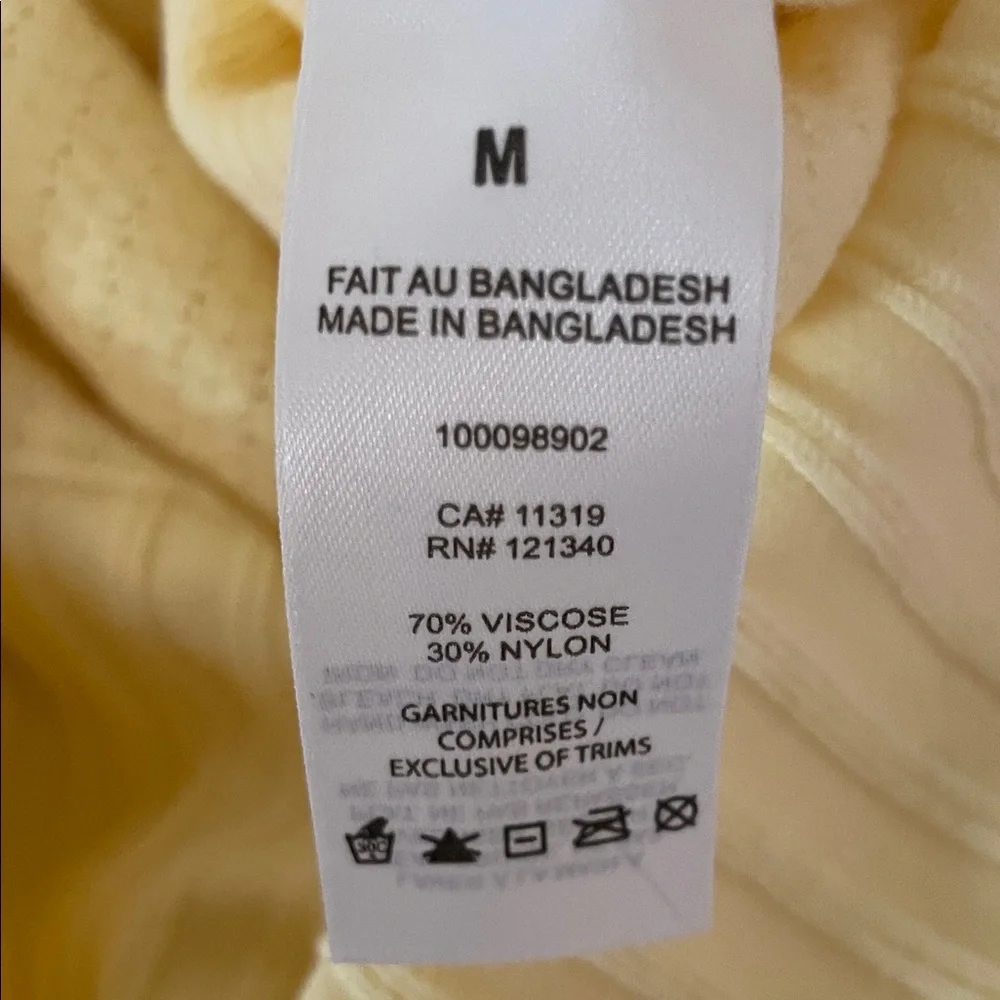 M
FAIT AU BANGLADESH
MADE IN BANGLADESH
100098902
CA# 11319
RN# 121340
70% VISCOSE
30% NYLON
GARNITURES NON
COMPRISES /
EXCLUSIVE OF TRIMS
30C